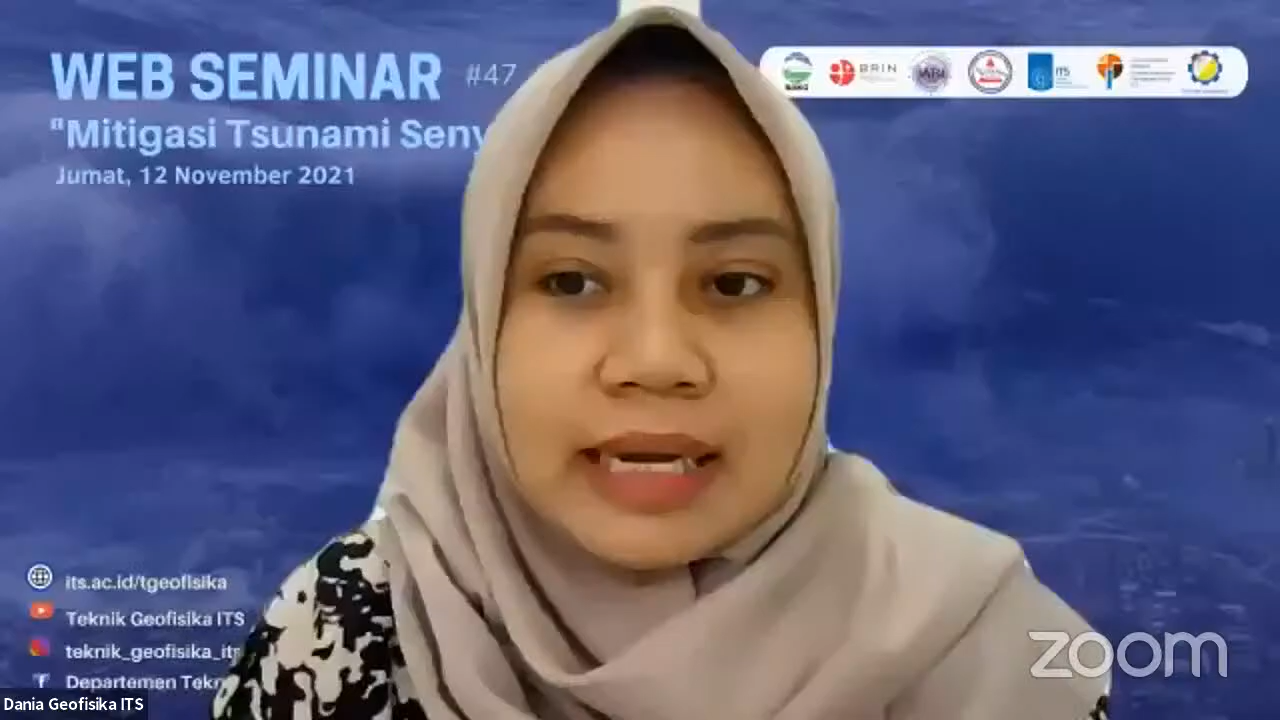 WEB SEMINAR #47
"Mitigasi Tsunami Seny
Jumat, 12 November 2021
BRIN
ITS
its.ac.id/tgeofisika
Teknik Geofisika ITS
teknik_geofisika_its
Departemen Tekn
Dania Geofisika ITS
zoom